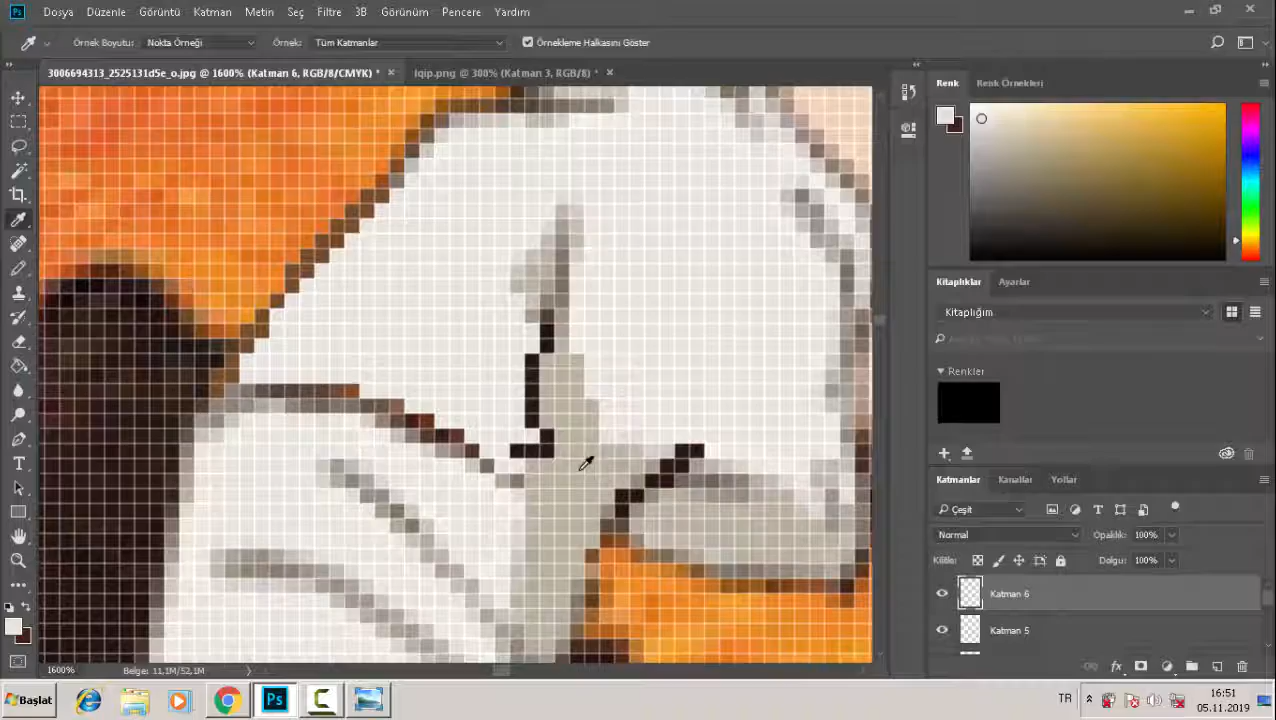 Ps Dosya Düzenle Görüntü Katman Metin Seç Filtre 3B Görünüm Pencere Yardım
Örnek Boyutu: Nokta Örneği Örnek: Tüm Katmanlar Örnekleme Halkasını Göster
3006694313_2525131d5e_o.jpg @ 1600% (Katman 6, RGB/8/CMYK) * × iqip.png @ 300% (Katman 3, RGB/8) * ×
Renk Renk Örnekleri
Kitaplıklar Ayarlar
Kitaplığım
Renkler
Katmanlar Kanallar Yollar
Çeşit
Normal Opaklık: 100%
Kilitle: Dolgu: 100%
Katman 6
Katman 5
1600% Belge: 11,1M/52,1M
Başlat Ps TR
05.11.2019